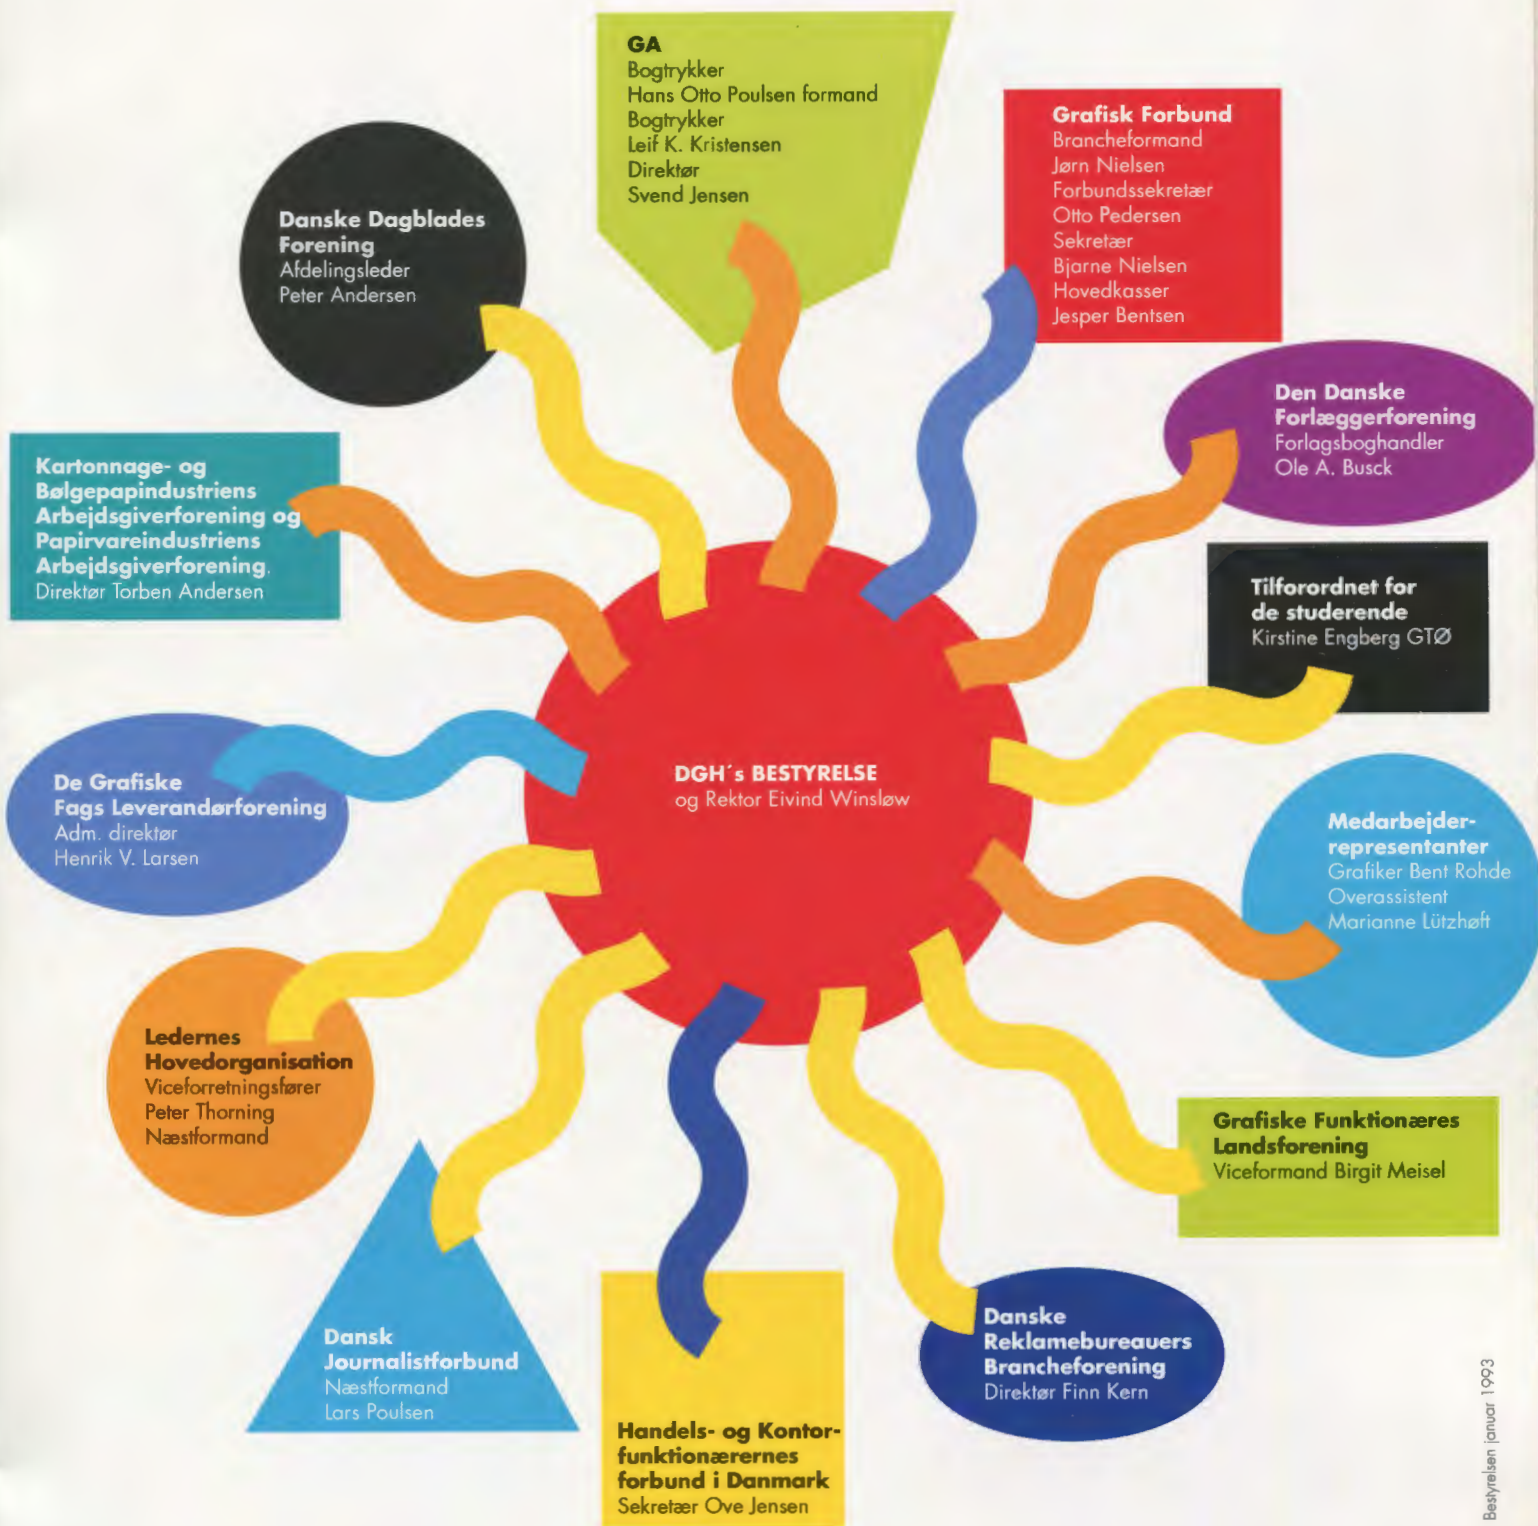 GA
Bogtrykker
Hans Otto Poulsen formand
Bogtrykker
Leif K. Kristensen
Direktør
Svend Jensen
Grafisk Forbund
Brancheformand
Jørn Nielsen
Forbundssekretær
Otto Pedersen
Sekretær
Bjarne Nielsen
Hovedkasser
Jesper Bentsen
Danske Dagblades
Forening
Afdelingsleder
Peter Andersen
Den Danske
Forlæggerforening
Forlagsboghandler
Ole A. Busck
Kartonnage- og
Bølgepapindustriens
Arbejdsgiverforening og
Papirvareindustriens
Arbejdsgiverforening.
Direktør Torben Andersen
Tilforordnet for
de studerende
Kirstine Engberg GTØ
DGH´s BESTYRELSE
og Rektor Eivind Winsløw
De Grafiske
Fags Leverandørforening
Adm. direktør
Henrik V. Larsen
Medarbejder-
representanter
Grafiker Bent Rohde
Overassistent
Marianne Lützhøft
Ledernes
Hovedorganisation
Viceforretningsfører
Peter Thorning
Næstformand
Grafiske Funktionæres
Landsforening
Viceformand Birgit Meisel
Dansk
Journalistforbund
Næstformand
Lars Poulsen
Danske
Reklamebureauers
Brancheforening
Direktør Finn Kern
Handels- og Kontor-
funktionærernes
forbund i Danmark
Sekretær Ove Jensen
Bestyrelsen januar 1993